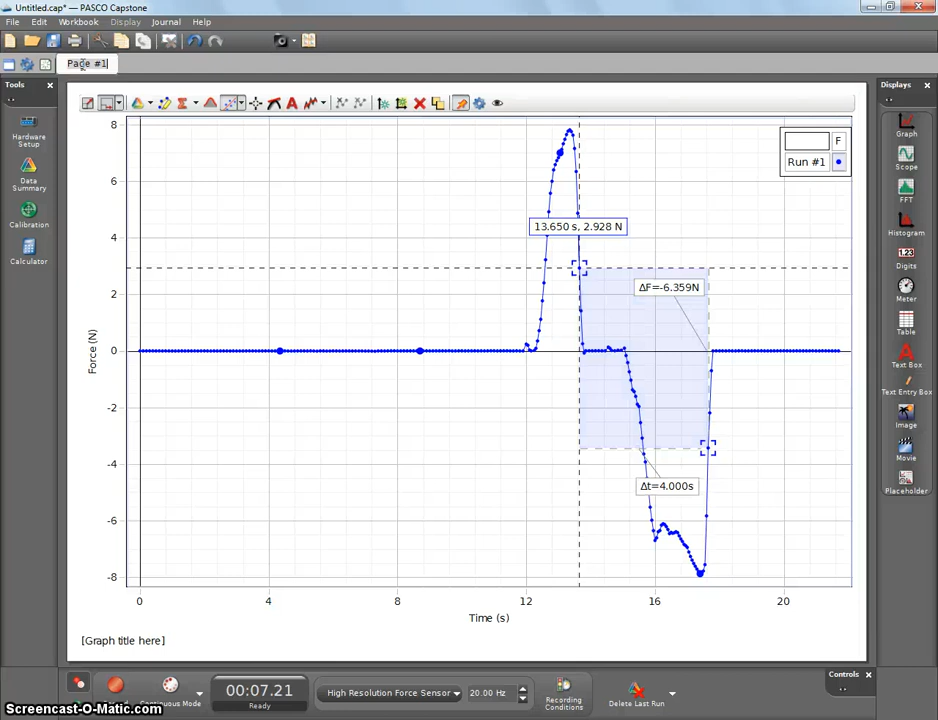 Untitled.cap* - PASCO Capstone
File Edit Workbook Display Journal Help
Page #1
Tools
Displays
Hardware Setup
Data Summary
Calibration
Calculator
8
6
4
2
0
-2
-4
-6
-8
Force (N)
F
Run #1
13.650 s, 2.928 N
ΔF=-6.359N
Δt=4.000s
0 4 8 12 16 20
Time (s)
[Graph title here]
Graph
Scope
FFT
Histogram
1.23
Digits
Meter
Table
Text Box
Text Entry Box
Image
Movie
Placeholder
Controls
Continuous Mode
00:07.21
Ready
High Resolution Force Sensor
20.00 Hz
Recording Conditions
Delete Last Run
Screencast-O-Matic.com